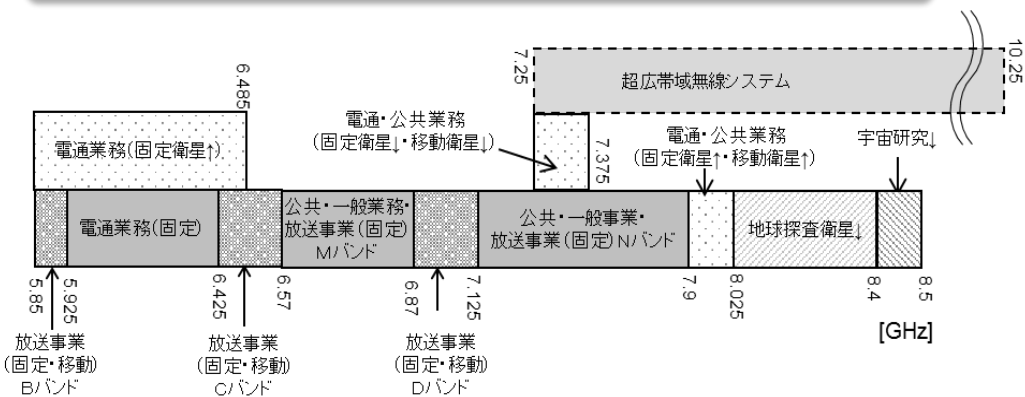 10.25
7.25
超広帯域無線システム
6.485
電通・公共業務
(固定衛星↓・移動衛星↓)
7.375
電通・公共業務
(固定衛星↑・移動衛星↑)
宇宙研究↓
電通業務(固定衛星↑)
電通業務(固定)
公共・一般業務・
放送事業(固定)
Mバンド
公共・一般事業・
放送事業(固定)Nバンド
地球探査衛星↓
5.85
5.925
6.425
6.57
6.87
7.125
7.9
8.025
8.4
8.5
[GHz]
放送事業
(固定・移動)
Bバンド
放送事業
(固定・移動)
Cバンド
放送事業
(固定・移動)
Dバンド